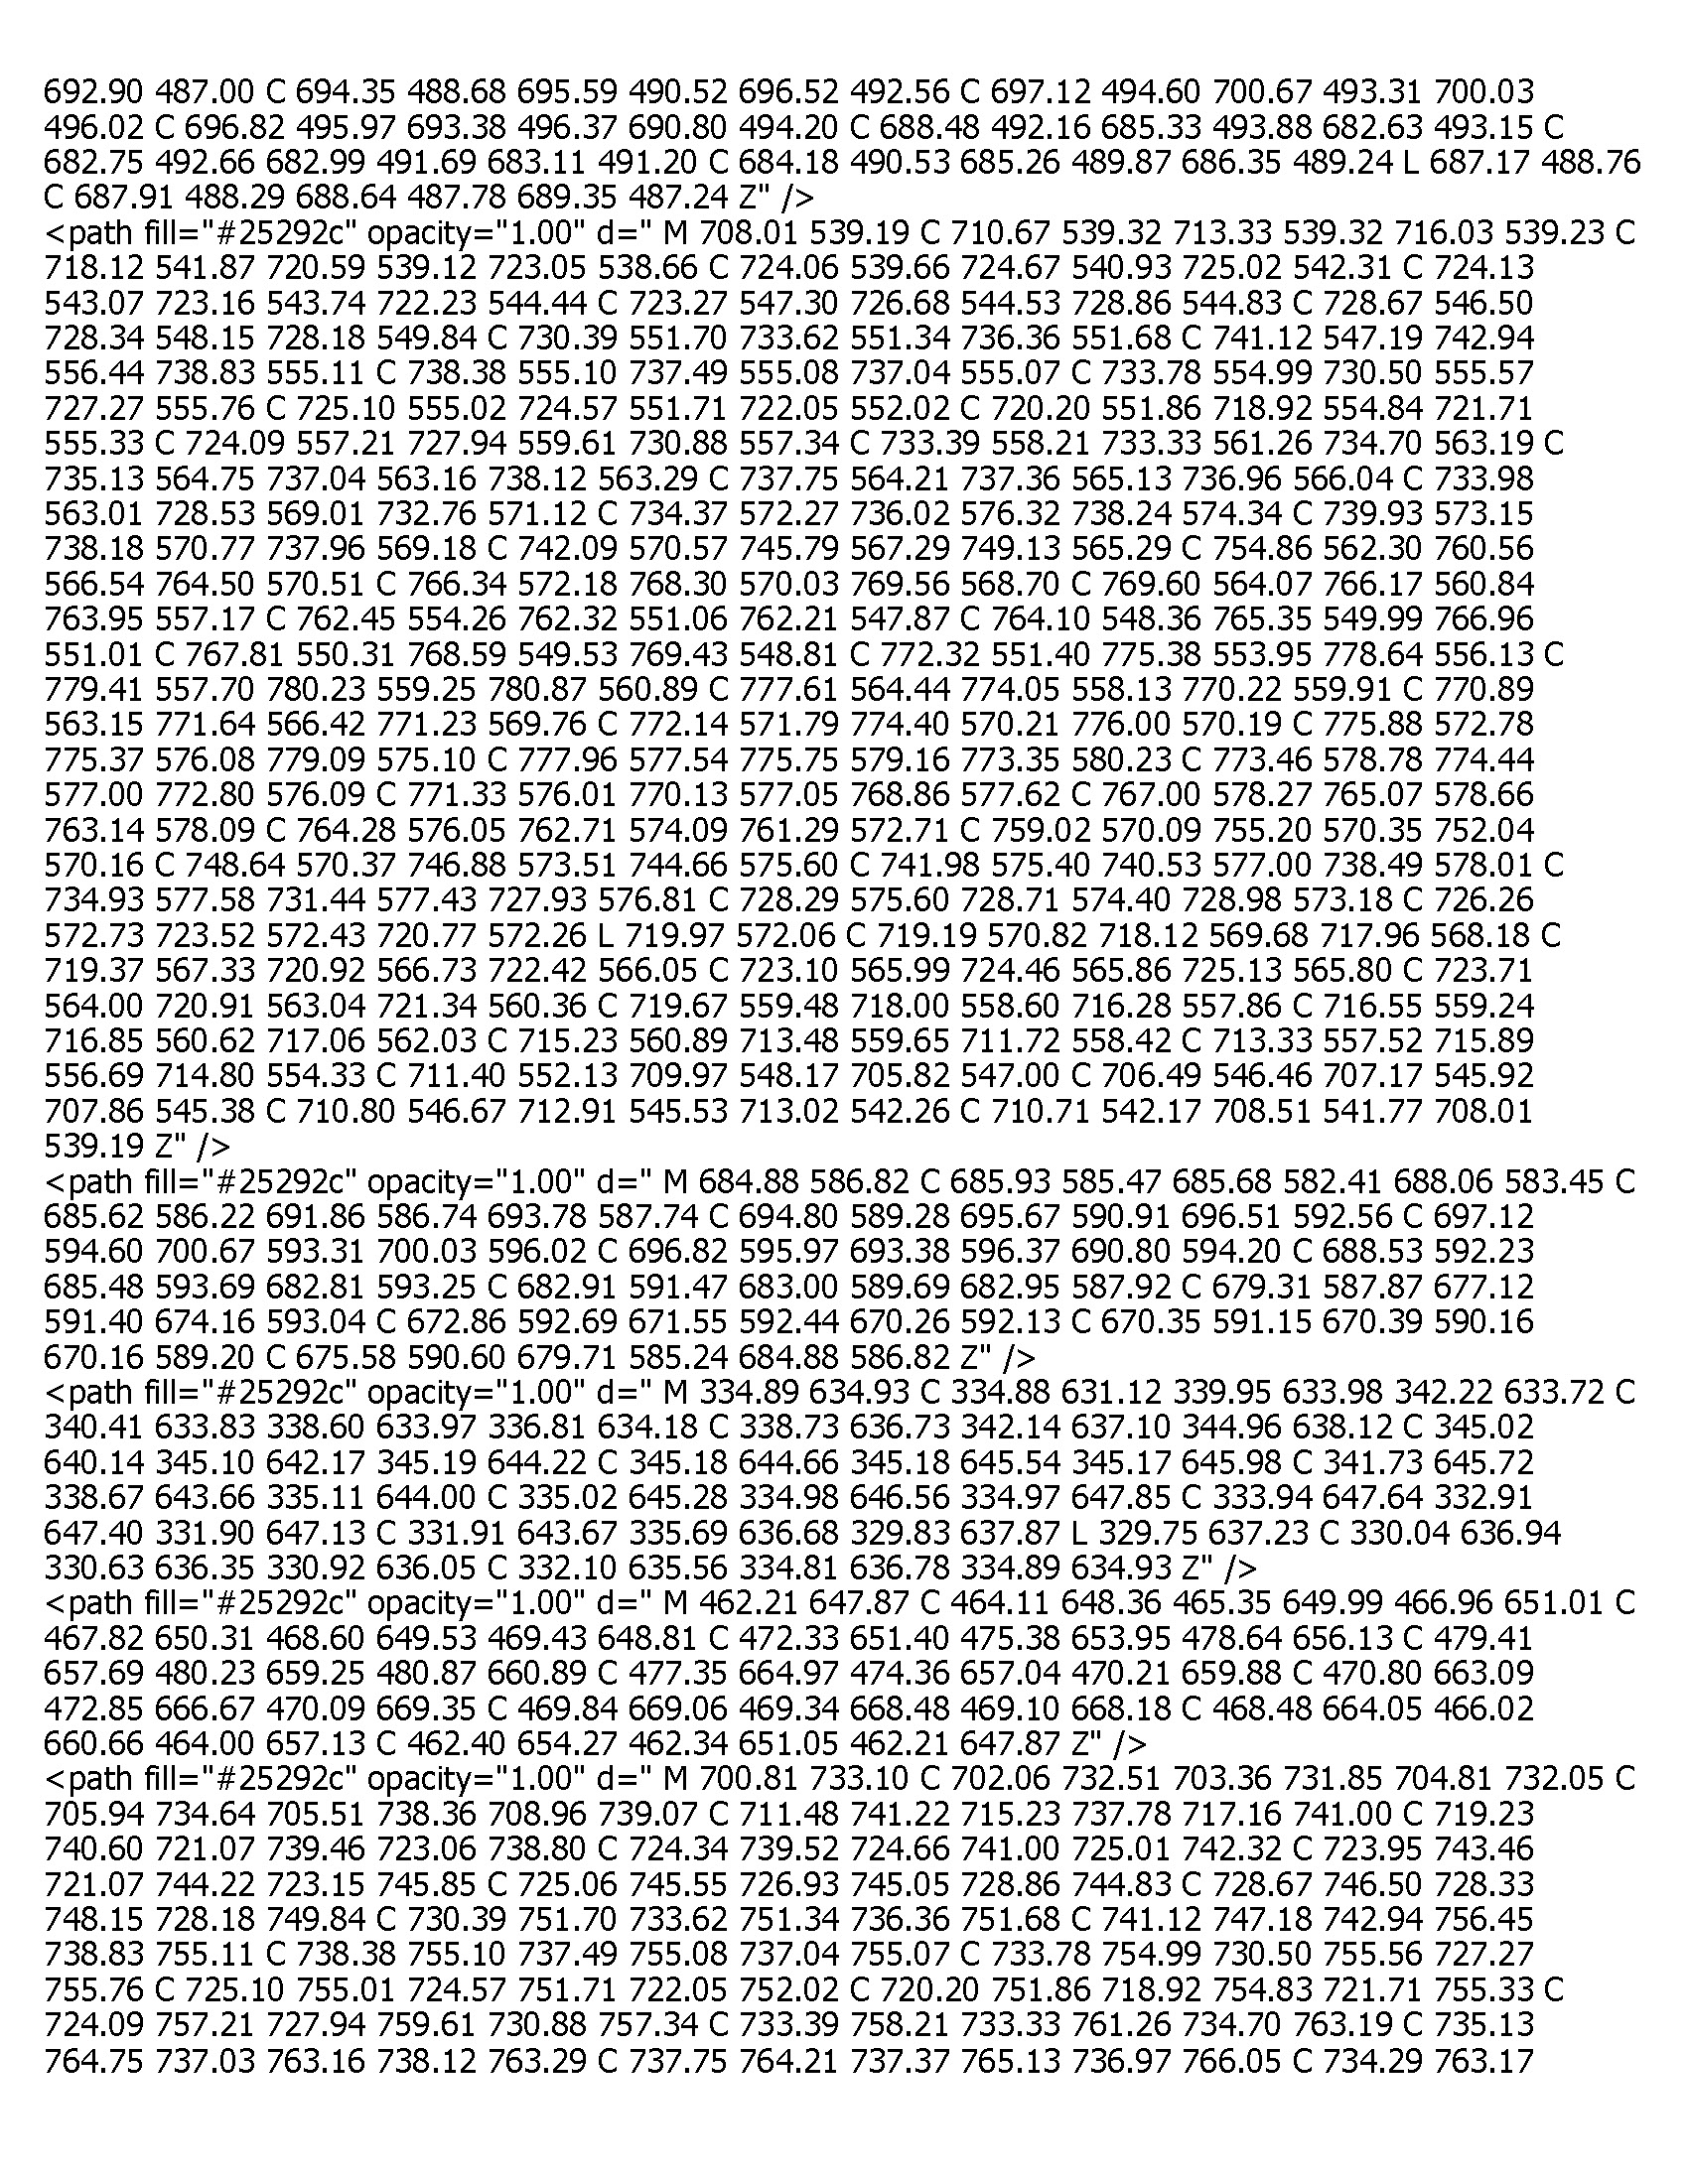 692.90 487.00 C 694.35 488.68 695.59 490.52 696.52 492.56 C 697.12 494.60 700.67 493.31 700.03
496.02 C 696.82 495.97 693.38 496.37 690.80 494.20 C 688.48 492.16 685.33 493.88 682.63 493.15 C
682.75 492.66 682.99 491.69 683.11 491.20 C 684.18 490.53 685.26 489.87 686.35 489.24 L 687.17 488.76
C 687.91 488.29 688.64 487.78 689.35 487.24 Z" />
<path fill="#25292c" opacity="1.00" d=" M 708.01 539.19 C 710.67 539.32 713.33 539.32 716.03 539.23 C
718.12 541.87 720.59 539.12 723.05 538.66 C 724.06 539.66 724.67 540.93 725.02 542.31 C 724.13
543.07 723.16 543.74 722.23 544.44 C 723.27 547.30 726.68 544.53 728.86 544.83 C 728.67 546.50
728.34 548.15 728.18 549.84 C 730.39 551.70 733.62 551.34 736.36 551.68 C 741.12 547.19 742.94
556.44 738.83 555.11 C 738.38 555.10 737.49 555.08 737.04 555.07 C 733.78 554.99 730.50 555.57
727.27 555.76 C 725.10 555.02 724.57 551.71 722.05 552.02 C 720.20 551.86 718.92 554.84 721.71
555.33 C 724.09 557.21 727.94 559.61 730.88 557.34 C 733.39 558.21 733.33 561.26 734.70 563.19 C
735.13 564.75 737.04 563.16 738.12 563.29 C 737.75 564.21 737.36 565.13 736.96 566.04 C 733.98
563.01 728.53 569.01 732.76 571.12 C 734.37 572.27 736.02 576.32 738.24 574.34 C 739.93 573.15
738.18 570.77 737.96 569.18 C 742.09 570.57 745.79 567.29 749.13 565.29 C 754.86 562.30 760.56
566.54 764.50 570.51 C 766.34 572.18 768.30 570.03 769.56 568.70 C 769.60 564.07 766.17 560.84
763.95 557.17 C 762.45 554.26 762.32 551.06 762.21 547.87 C 764.10 548.36 765.35 549.99 766.96
551.01 C 767.81 550.31 768.59 549.53 769.43 548.81 C 772.32 551.40 775.38 553.95 778.64 556.13 C
779.41 557.70 780.23 559.25 780.87 560.89 C 777.61 564.44 774.05 558.13 770.22 559.91 C 770.89
563.15 771.64 566.42 771.23 569.76 C 772.14 571.79 774.40 570.21 776.00 570.19 C 775.88 572.78
775.37 576.08 779.09 575.10 C 777.96 577.54 775.75 579.16 773.35 580.23 C 773.46 578.78 774.44
577.00 772.80 576.09 C 771.33 576.01 770.13 577.05 768.86 577.62 C 767.00 578.27 765.07 578.66
763.14 578.09 C 764.28 576.05 762.71 574.09 761.29 572.71 C 759.02 570.09 755.20 570.35 752.04
570.16 C 748.64 570.37 746.88 573.51 744.66 575.60 C 741.98 575.40 740.53 577.00 738.49 578.01 C
734.93 577.58 731.44 577.43 727.93 576.81 C 728.29 575.60 728.71 574.40 728.98 573.18 C 726.26
572.73 723.52 572.43 720.77 572.26 L 719.97 572.06 C 719.19 570.82 718.12 569.68 717.96 568.18 C
719.37 567.33 720.92 566.73 722.42 566.05 C 723.10 565.99 724.46 565.86 725.13 565.80 C 723.71
564.00 720.91 563.04 721.34 560.36 C 719.67 559.48 718.00 558.60 716.28 557.86 C 716.55 559.24
716.85 560.62 717.06 562.03 C 715.23 560.89 713.48 559.65 711.72 558.42 C 713.33 557.52 715.89
556.69 714.80 554.33 C 711.40 552.13 709.97 548.17 705.82 547.00 C 706.49 546.46 707.17 545.92
707.86 545.38 C 710.80 546.67 712.91 545.53 713.02 542.26 C 710.71 542.17 708.51 541.77 708.01
539.19 Z" />
<path fill="#25292c" opacity="1.00" d=" M 684.88 586.82 C 685.93 585.47 685.68 582.41 688.06 583.45 C
685.62 586.22 691.86 586.74 693.78 587.74 C 694.80 589.28 695.67 590.91 696.51 592.56 C 697.12
594.60 700.67 593.31 700.03 596.02 C 696.82 595.97 693.38 596.37 690.80 594.20 C 688.53 592.23
685.48 593.69 682.81 593.25 C 682.91 591.47 683.00 589.69 682.95 587.92 C 679.31 587.87 677.12
591.40 674.16 593.04 C 672.86 592.69 671.55 592.44 670.26 592.13 C 670.35 591.15 670.39 590.16
670.16 589.20 C 675.58 590.60 679.71 585.24 684.88 586.82 Z" />
<path fill="#25292c" opacity="1.00" d=" M 334.89 634.93 C 334.88 631.12 339.95 633.98 342.22 633.72 C
340.41 633.83 338.60 633.97 336.81 634.18 C 338.73 636.73 342.14 637.10 344.96 638.12 C 345.02
640.14 345.10 642.17 345.19 644.22 C 345.18 644.66 345.18 645.54 345.17 645.98 C 341.73 645.72
338.67 643.66 335.11 644.00 C 335.02 645.28 334.98 646.56 334.97 647.85 C 333.94 647.64 332.91
647.40 331.90 647.13 C 331.91 643.67 335.69 636.68 329.83 637.87 L 329.75 637.23 C 330.04 636.94
330.63 636.35 330.92 636.05 C 332.10 635.56 334.81 636.78 334.89 634.93 Z" />
<path fill="#25292c" opacity="1.00" d=" M 462.21 647.87 C 464.11 648.36 465.35 649.99 466.96 651.01 C
467.82 650.31 468.60 649.53 469.43 648.81 C 472.33 651.40 475.38 653.95 478.64 656.13 C 479.41
657.69 480.23 659.25 480.87 660.89 C 477.35 664.97 474.36 657.04 470.21 659.88 C 470.80 663.09
472.85 666.67 470.09 669.35 C 469.84 669.06 469.34 668.48 469.10 668.18 C 468.48 664.05 466.02
660.66 464.00 657.13 C 462.40 654.27 462.34 651.05 462.21 647.87 Z" />
<path fill="#25292c" opacity="1.00" d=" M 700.81 733.10 C 702.06 732.51 703.36 731.85 704.81 732.05 C
705.94 734.64 705.51 738.36 708.96 739.07 C 711.48 741.22 715.23 737.78 717.16 741.00 C 719.23
740.60 721.07 739.46 723.06 738.80 C 724.34 739.52 724.66 741.00 725.01 742.32 C 723.95 743.46
721.07 744.22 723.15 745.85 C 725.06 745.55 726.93 745.05 728.86 744.83 C 728.67 746.50 728.33
748.15 728.18 749.84 C 730.39 751.70 733.62 751.34 736.36 751.68 C 741.12 747.18 742.94 756.45
738.83 755.11 C 738.38 755.10 737.49 755.08 737.04 755.07 C 733.78 754.99 730.50 755.56 727.27
755.76 C 725.10 755.01 724.57 751.71 722.05 752.02 C 720.20 751.86 718.92 754.83 721.71 755.33 C
724.09 757.21 727.94 759.61 730.88 757.34 C 733.39 758.21 733.33 761.26 734.70 763.19 C 735.13
764.75 737.03 763.16 738.12 763.29 C 737.75 764.21 737.37 765.13 736.97 766.05 C 734.29 763.17